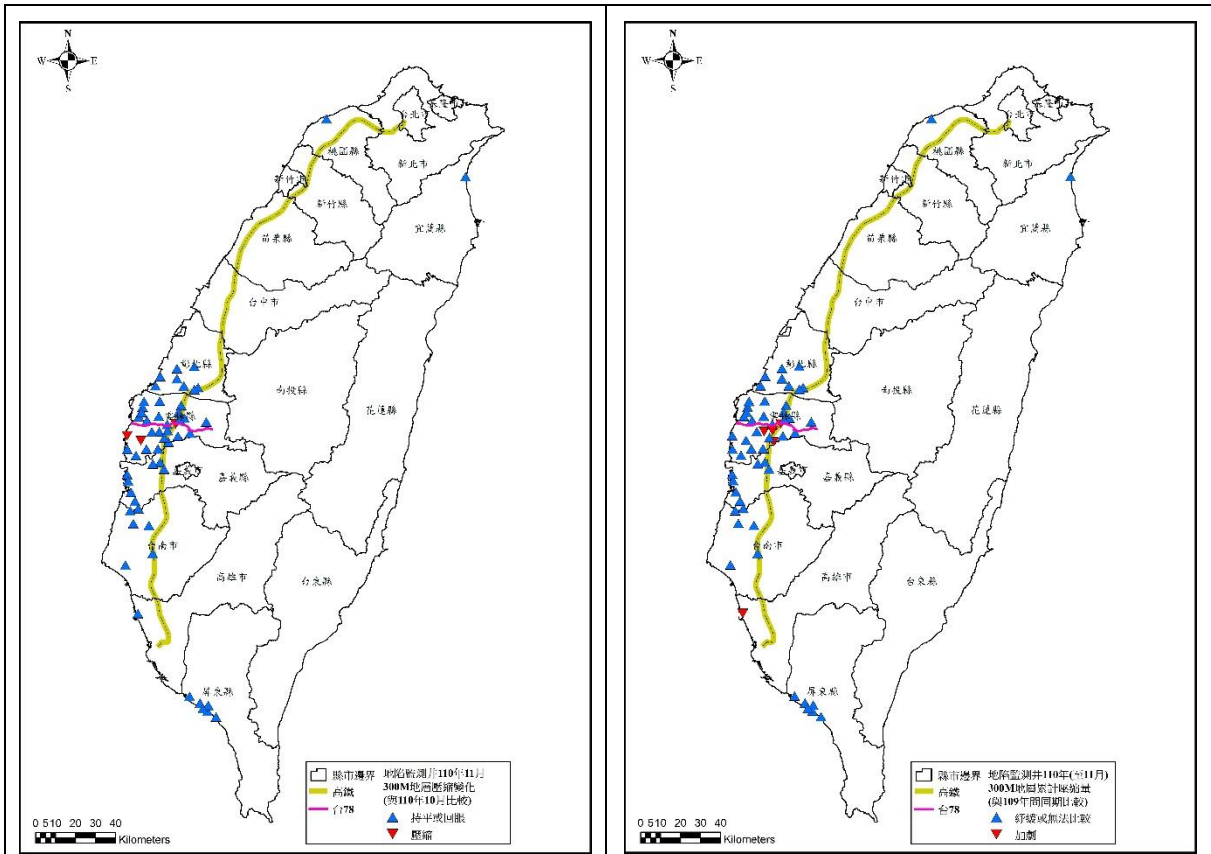 N
W E
S
基隆市
台北市
桃園縣
新北市
新竹市
新竹縣
宜蘭縣
苗栗縣
台中市
彰化縣
南投縣
花蓮縣
雲林縣
嘉義縣
台南市
高雄市
台東縣
屏東縣
縣市邊界
高鐵
台78
地陷監測井110年11月
300M地層壓縮變化
(與110年10月比較)
持平或回脹
壓縮
0 5 10 20 30 40
Kilometers
N
W E
S
基隆市
台北市
桃園縣
新北市
新竹市
新竹縣
宜蘭縣
苗栗縣
台中市
彰化縣
南投縣
花蓮縣
雲林縣
嘉義縣
台南市
高雄市
台東縣
屏東縣
縣市邊界
高鐵
台78
地陷監測井110年(至11月)
300M地層累計壓縮量
(與109年間同期比較)
紓緩或無法比較
加劇
0 5 10 20 30 40
Kilometers